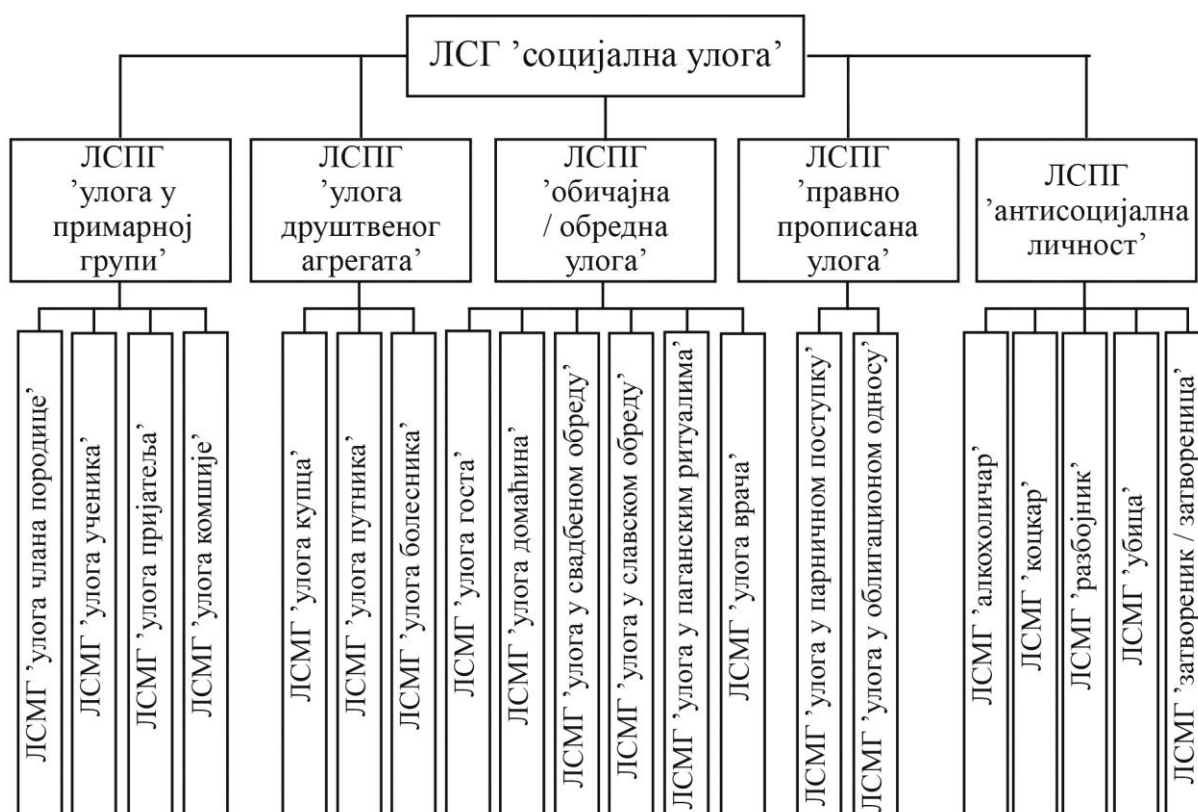 ЛСГ ’социјална улога’
ЛСПГ
’улога у
примарној
групи’
ЛСПГ
’улога
друштвеног
агрегата’
ЛСПГ
’обичајна
/ обредна
улога’
ЛСПГ
’правно
прописана
улога’
ЛСПГ
’антисоцијална
личност’
ЛСМГ ’улога члана породице’
ЛСМГ ’улога ученика’
ЛСМГ ’улога пријатеља’
ЛСМГ ’улога комшије’
ЛСМГ ’улога купца’
ЛСМГ ’улога путника’
ЛСМГ ’улога болесника’
ЛСМГ ’улога госта’
ЛСМГ ’улога домаћина’
ЛСМГ ’улога у свадбеном обреду’
ЛСМГ ’улога у славском обреду’
ЛСМГ ’улога у паганским ритуалима’
ЛСМГ ’улога врача’
ЛСМГ ’улога у парничном поступку’
ЛСМГ ’улога у облигационом односу’
ЛСМГ ’алкохоличар’
ЛСМГ ’коцкар’
ЛСМГ ’разбојник’
ЛСМГ ’убица’
ЛСМГ ’затвореник / затвореница’